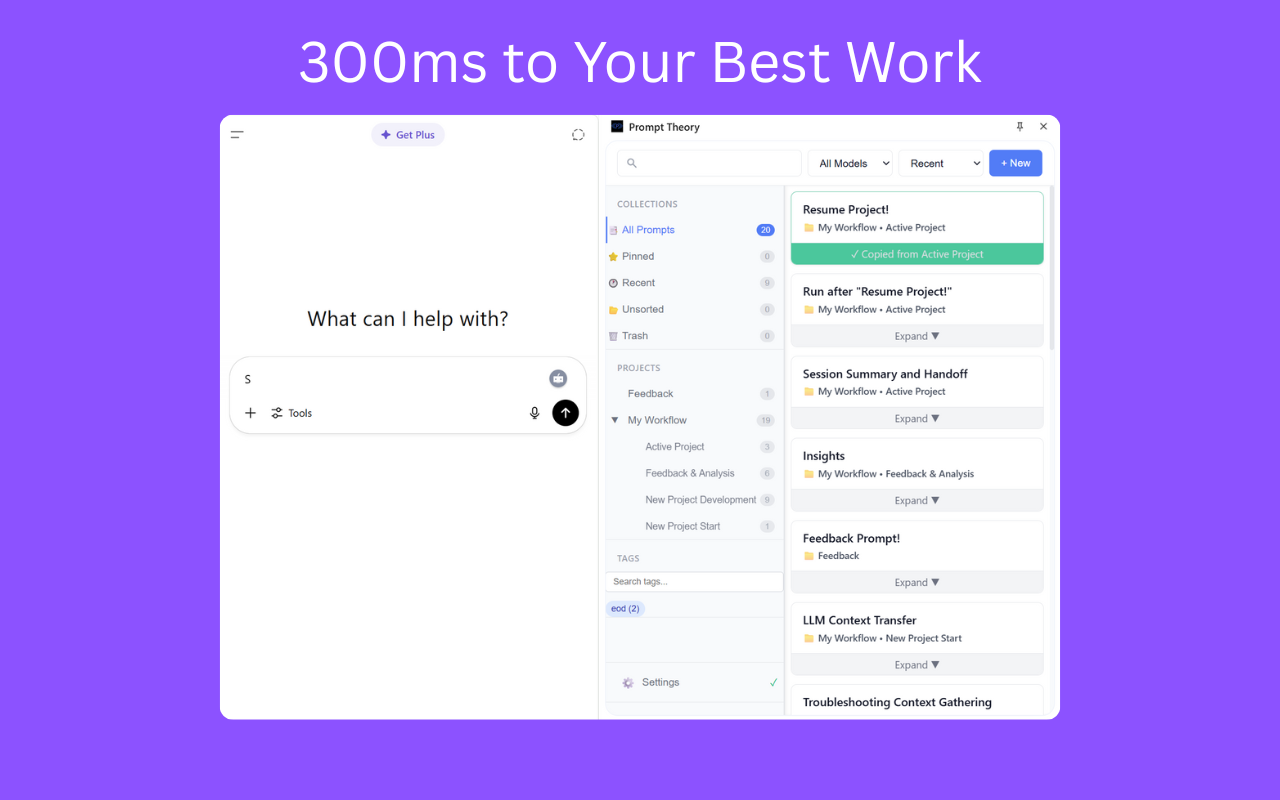 300ms to Your Best Work
Get Plus
What can I help with?
S
Tools
Prompt Theory
All Models
Recent
+ New
COLLECTIONS
All Prompts 20
Pinned 0
Recent 9
Unsorted 0
Trash 0
PROJECTS
Feedback 1
My Workflow 19
Active Project 3
Feedback & Analysis 6
New Project Development 9
New Project Start 1
TAGS
Search tags...
eod (2)
Settings ✓
Resume Project!
My Workflow • Active Project
✓ Copied from Active Project
Run after "Resume Project!"
My Workflow • Active Project
Expand ▼
Session Summary and Handoff
My Workflow • Active Project
Expand ▼
Insights
My Workflow • Feedback & Analysis
Expand ▼
Feedback Prompt!
Feedback
Expand ▼
LLM Context Transfer
My Workflow • New Project Start
Expand ▼
Troubleshooting Context Gathering